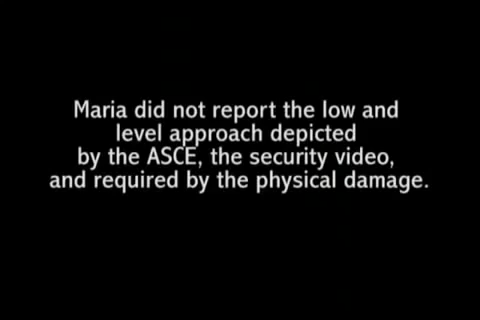 Maria did not report the low and
level approach depicted
by the ASCE, the security video,
and required by the physical damage.